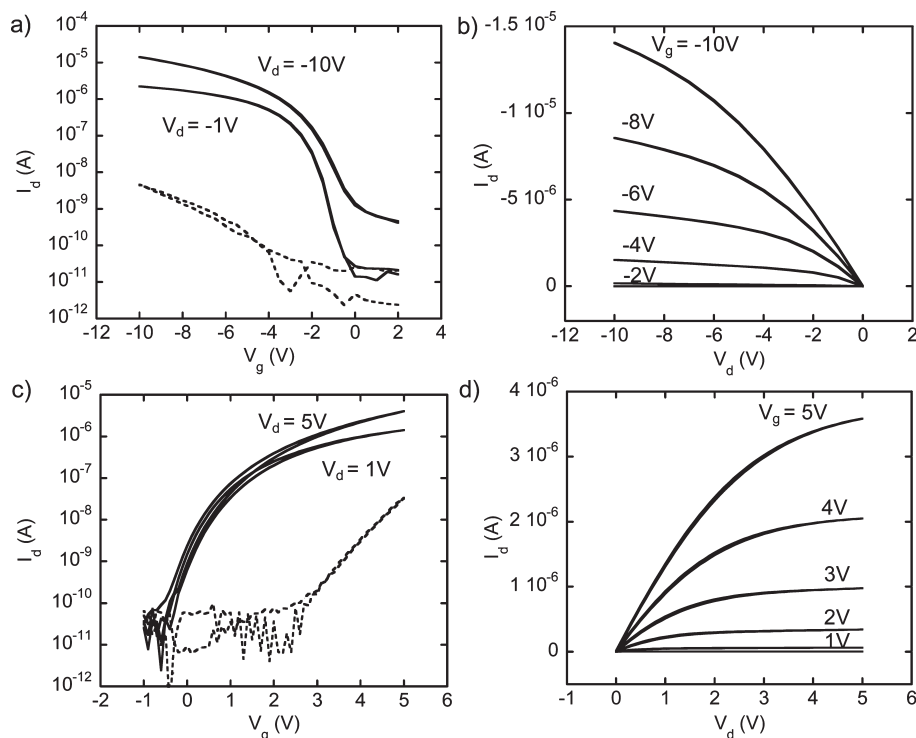 a)
10^-4
10^-5
10^-6
10^-7
10^-8
10^-9
10^-10
10^-11
10^-12
I_d (A)
V_d = -10V
V_d = -1V
-12 -10 -8 -6 -4 -2 0 2 4
V_g (V)
b)
-1.5 10^-5
-1 10^-5
-5 10^-6
0
I_d (A)
V_g = -10V
-8V
-6V
-4V
-2V
-12 -10 -8 -6 -4 -2 0 2
V_d (V)
c)
10^-5
10^-6
10^-7
10^-8
10^-9
10^-10
10^-11
10^-12
I_d (A)
V_d = 5V
V_d = 1V
-2 -1 0 1 2 3 4 5 6
V_g (V)
d)
4 10^-6
3 10^-6
2 10^-6
1 10^-6
0
I_d (A)
V_g = 5V
4V
3V
2V
1V
-1 0 1 2 3 4 5 6
V_d (V)